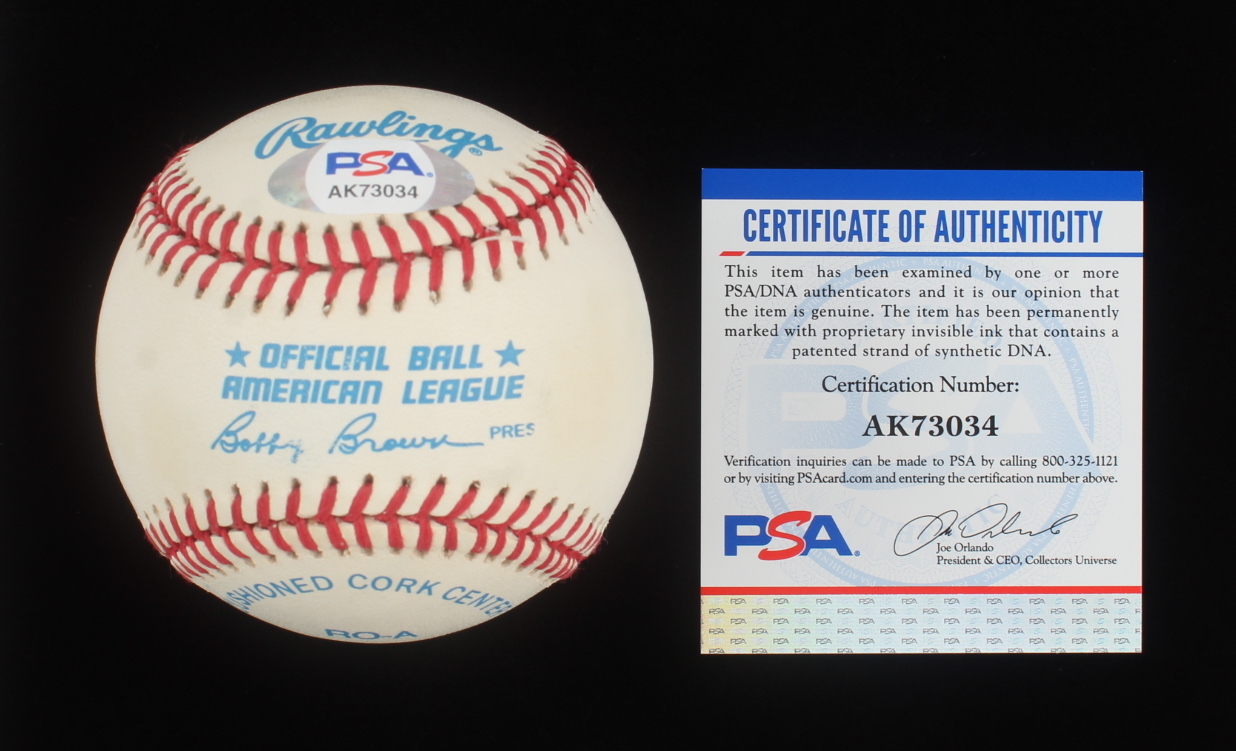 Rawlings®
PSA®
AK73034
★ OFFICIAL BALL ★
AMERICAN LEAGUE
Bobby Brown PRES
SHIONED CORK CENTE
RO-A
CERTIFICATE OF AUTHENTICITY
This item has been examined by one or more
PSA/DNA authenticators and it is our opinion that
the item is genuine. The item has been permanently
marked with proprietary invisible ink that contains a
patented strand of synthetic DNA.
Certification Number:
AK73034
Verification inquiries can be made to PSA by calling 800-325-1121
or by visiting PSAcard.com and entering the certification number above.
PSA®
Joe Orlando
President & CEO, Collectors Universe